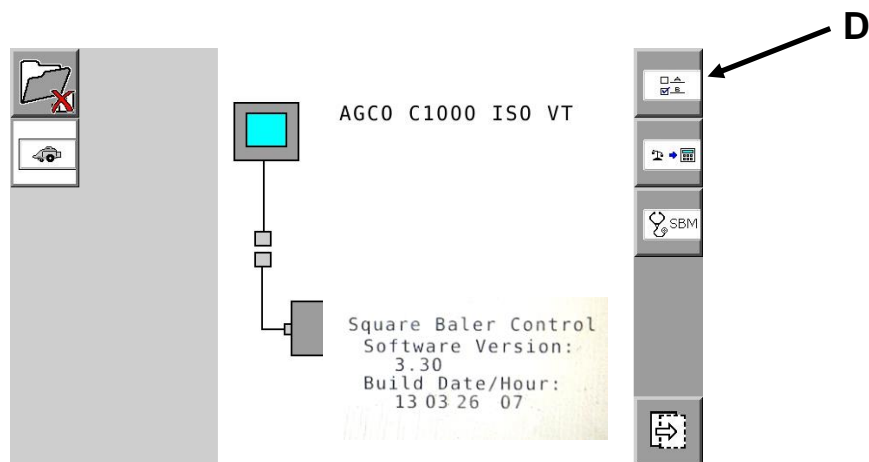 D
AGCO C1000 ISO VT
A
B
SBM
Square Baler Control
Software Version:
3.30
Build Date/Hour:
13 03 26 07